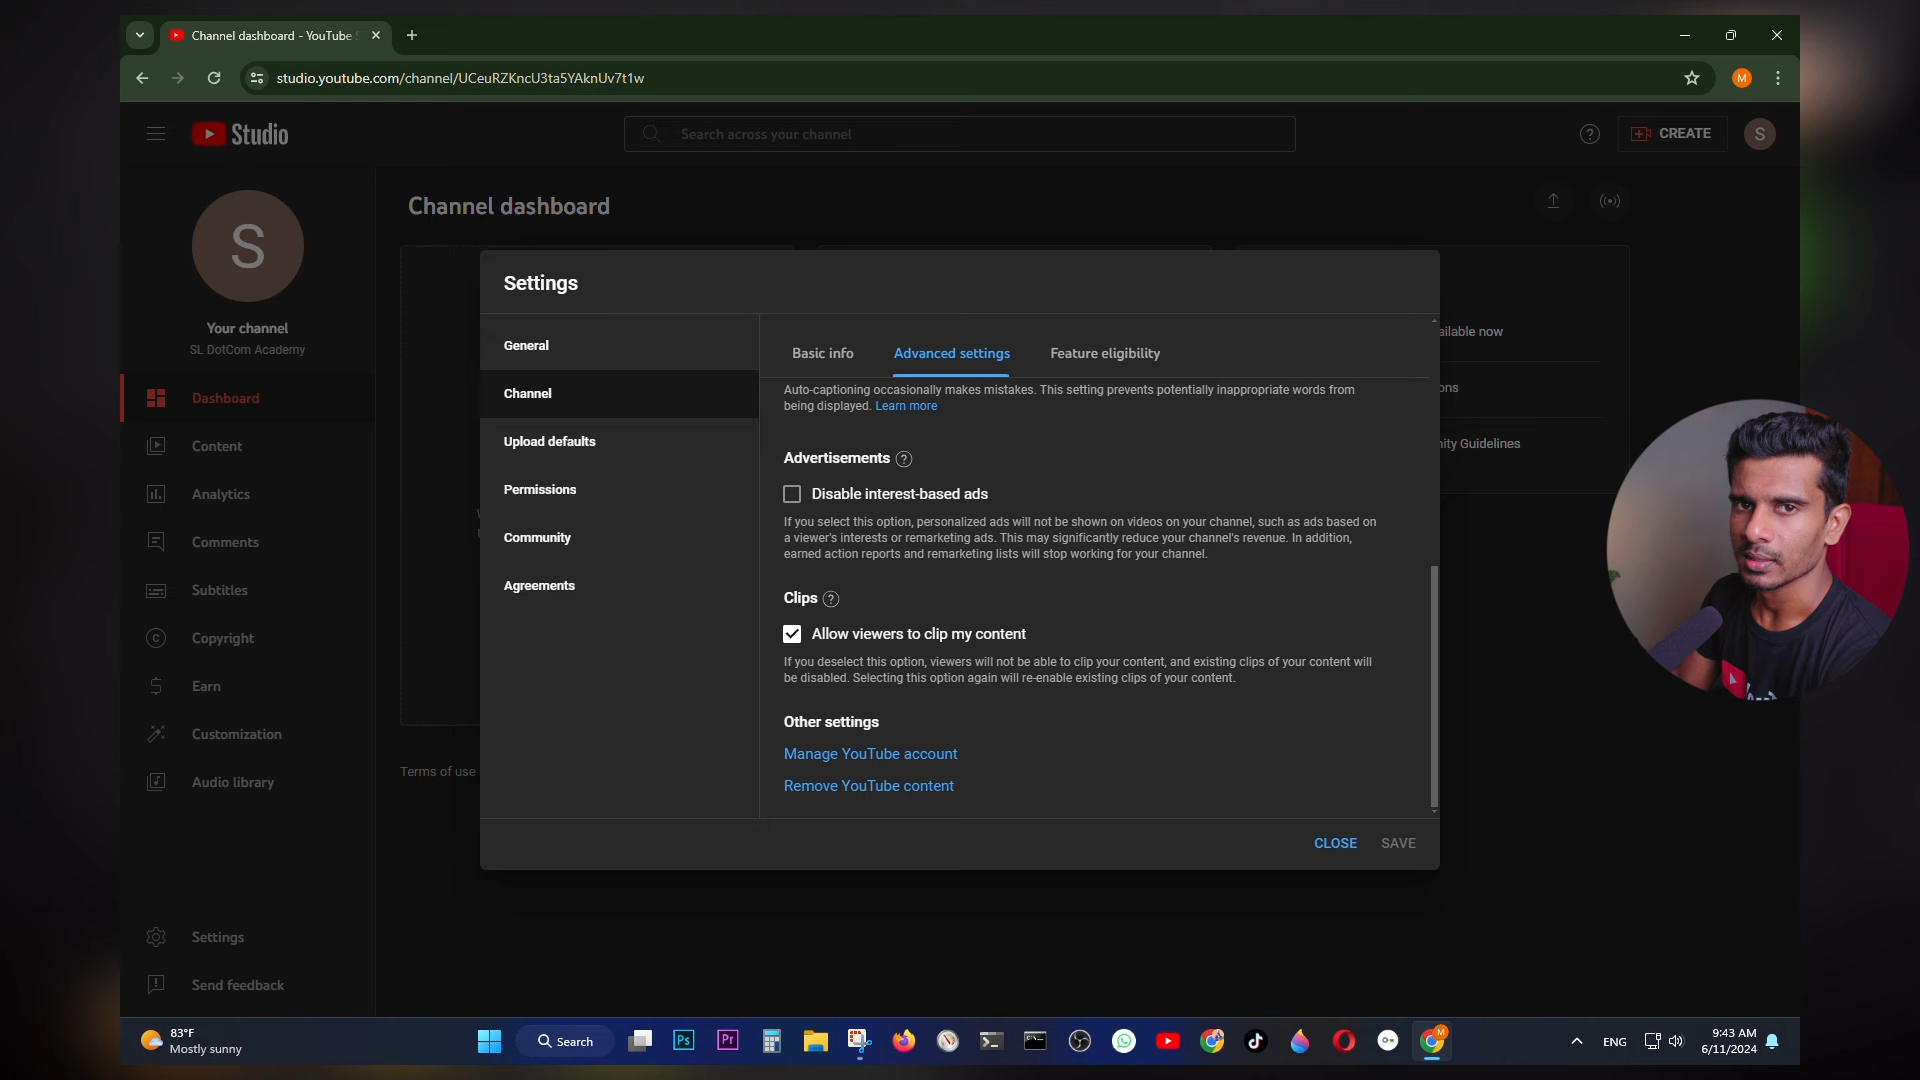 Channel dashboard - YouTube S
studio.youtube.com/channel/UCeuRZKncU3ta5YAknUv7t1w
M
Studio
Search across your channel
CREATE
S
S
Your channel
SL DotCom Academy
Dashboard
Content
Analytics
Comments
Subtitles
Copyright
Earn
Customization
Audio library
Settings
Send feedback
Channel dashboard
Terms of use
ailable now
ons
ity Guidelines
Settings
General
Channel
Upload defaults
Permissions
Community
Agreements
Basic info
Advanced settings
Feature eligibility
Auto-captioning occasionally makes mistakes. This setting prevents potentially inappropriate words from
being displayed. Learn more
Advertisements
Disable interest-based ads
If you select this option, personalized ads will not be shown on videos on your channel, such as ads based on
a viewer's interests or remarketing ads. This may significantly reduce your channel's revenue. In addition,
earned action reports and remarketing lists will stop working for your channel.
Clips
Allow viewers to clip my content
If you deselect this option, viewers will not be able to clip your content, and existing clips of your content will
be disabled. Selecting this option again will re-enable existing clips of your content.
Other settings
Manage YouTube account
Remove YouTube content
CLOSE
SAVE
83°F
Mostly sunny
Search
Ps
Pr
M
ENG
9:43 AM
6/11/2024